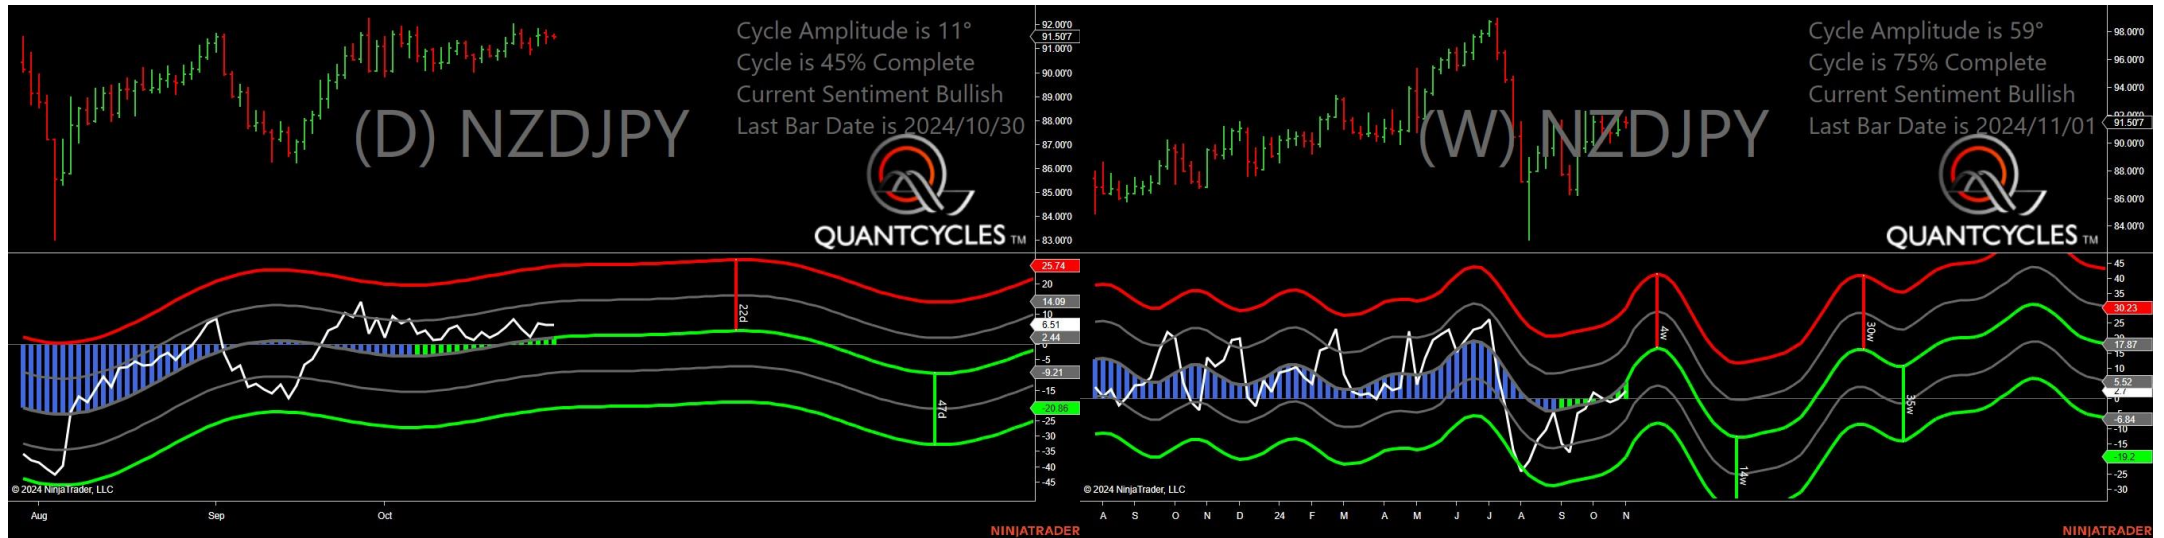 Cycle Amplitude is 11°
Cycle is 45% Complete
Current Sentiment Bullish
Last Bar Date is 2024/10/30
(D) NZDJPY
QUANTCYCLES TM
92.00'0
91.50'7
91.00'0
90.00'0
89.00'0
88.00'0
87.00'0
86.00'0
85.00'0
84.00'0
83.00'0
25.74
20
14.09
10
6.51
2.44
0
-5
-9.21
-15
-20.86
-25
-30
-35
-40
-45
22d
47d
© 2024 NinjaTrader, LLC
Aug
Sep
Oct
NINJATRADER
Cycle Amplitude is 59°
Cycle is 75% Complete
Current Sentiment Bullish
Last Bar Date is 2024/11/01
(W) NZDJPY
QUANTCYCLES TM
98.00'0
96.00'0
94.00'0
92.00'0
91.50'7
90.00'0
88.00'0
86.00'0
84.00'0
45
40
35
30.23
25
17.87
15
10
5.52
2.7
0
-6.84
-10
-15
-19.2
-25
-30
4w
14w
30w
35w
© 2024 NinjaTrader, LLC
A S O N D 24 F M A M J J A S O N
NINJATRADER